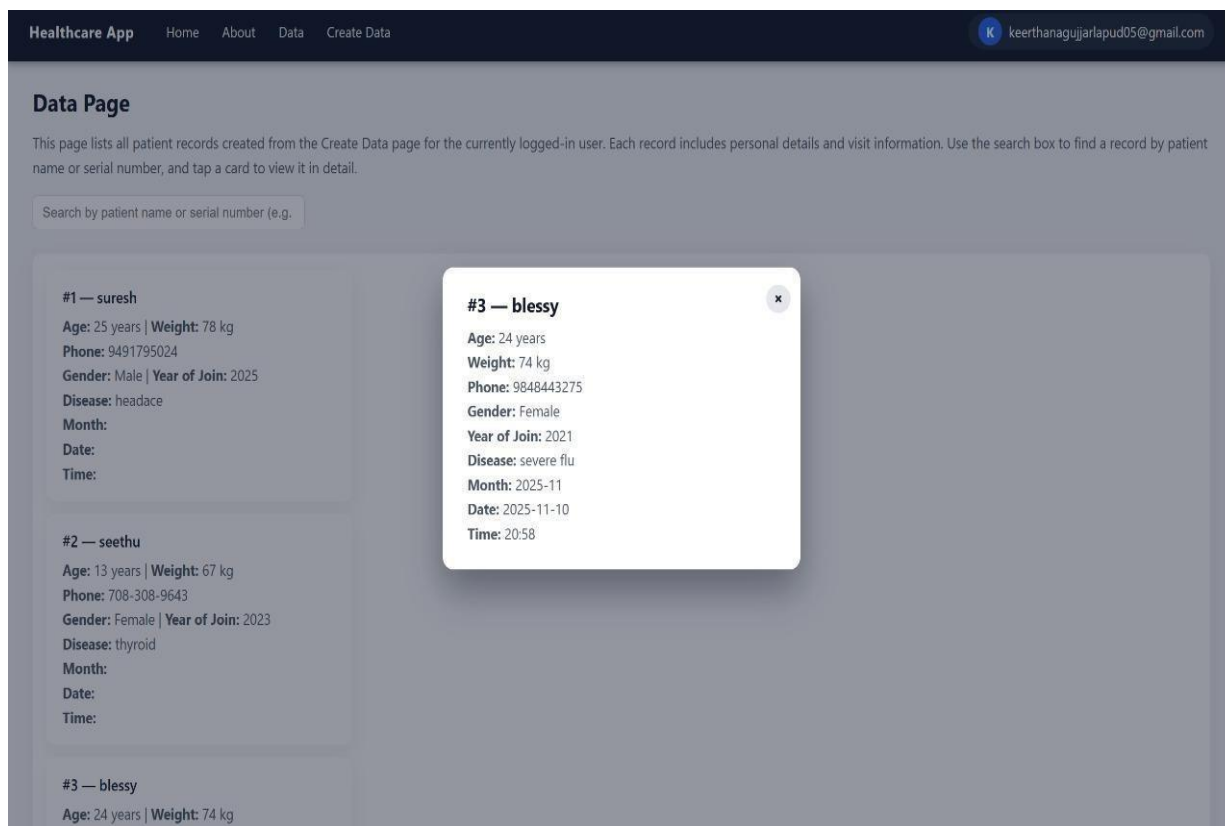 Healthcare App Home About Data Create Data K keerthanagujjarlapud05@gmail.com
Data Page
This page lists all patient records created from the Create Data page for the currently logged-in user. Each record includes personal details and visit information. Use the search box to find a record by patient
name or serial number, and tap a card to view it in detail.
Search by patient name or serial number (e.g.
#1 — suresh
Age: 25 years | Weight: 78 kg
Phone: 9491795024
Gender: Male | Year of Join: 2025
Disease: headace
Month:
Date:
Time:
#2 — seethu
Age: 13 years | Weight: 67 kg
Phone: 708-308-9643
Gender: Female | Year of Join: 2023
Disease: thyroid
Month:
Date:
Time:
#3 — blessy
Age: 24 years | Weight: 74 kg
#3 — blessy
×
Age: 24 years
Weight: 74 kg
Phone: 9848443275
Gender: Female
Year of Join: 2021
Disease: severe flu
Month: 2025-11
Date: 2025-11-10
Time: 20:58